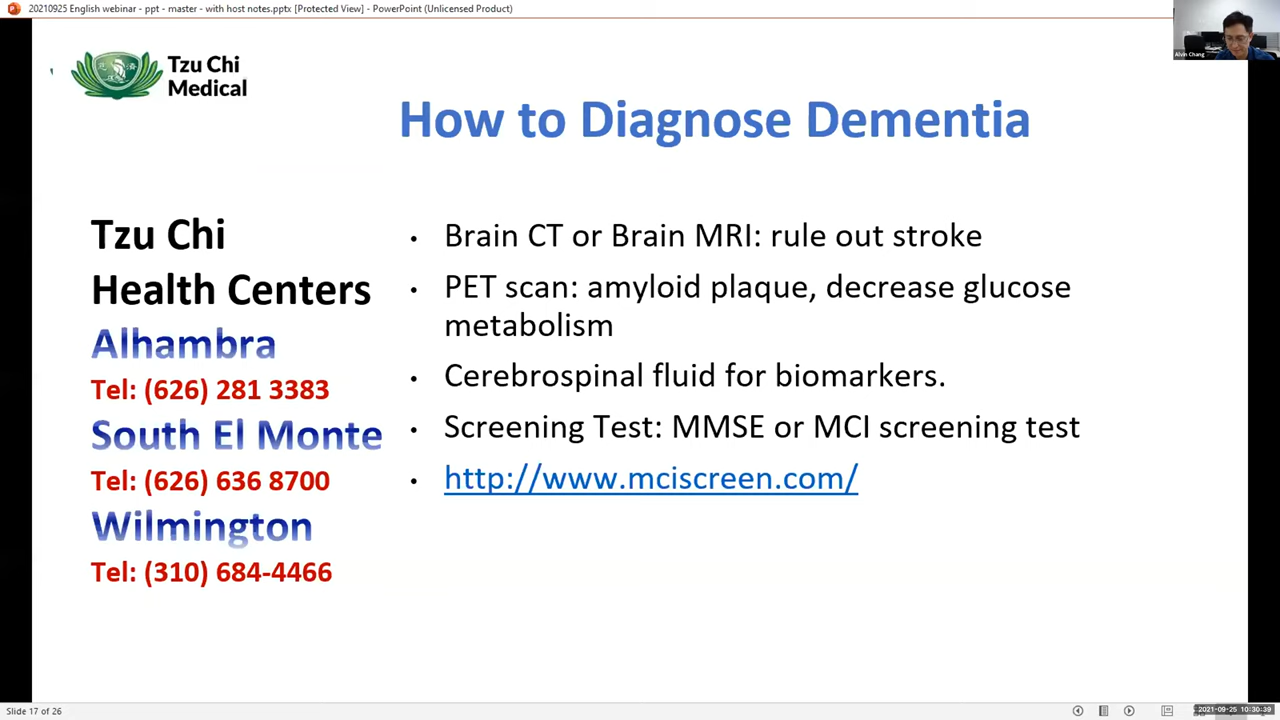 20210925 English webinar - ppt - master - with host notes.pptx [Protected View] - PowerPoint (Unlicensed Product)
Alvin Chang
Tzu Chi
Medical
How to Diagnose Dementia
Tzu Chi
Health Centers
Alhambra
Tel: (626) 281 3383
South El Monte
Tel: (626) 636 8700
Wilmington
Tel: (310) 684-4466
• Brain CT or Brain MRI: rule out stroke
• PET scan: amyloid plaque, decrease glucose
metabolism
• Cerebrospinal fluid for biomarkers.
• Screening Test: MMSE or MCI screening test
• http://www.mciscreen.com/
Slide 17 of 26
2021-09-25 10:30:39